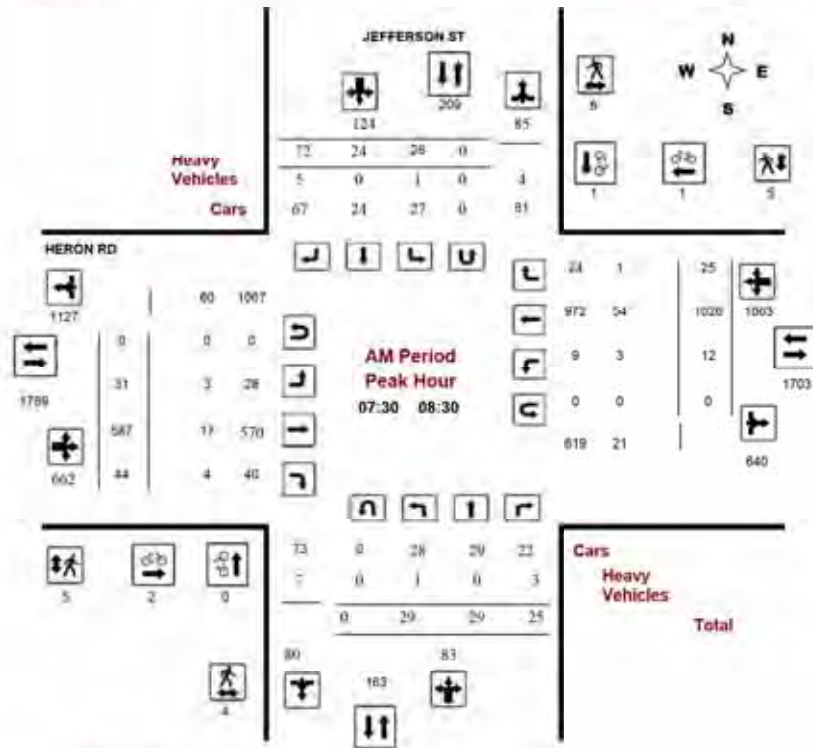 JEFFERSON ST
N
W E
S
209
6
124 85
72 24 28 0
Heavy
Vehicles
5 0 1 0 4
1 1 5
Cars
67 24 27 0 81
HERON RD
24 1 25
60 1067
1127
972 54 1026 1063
0 0 0
AM Period
Peak Hour
07:30 08:30
9 3 12
1703
31 3 28
1789
0 0 0
587 17 570
619 21
640
662
44 4 40
73 0 28 29 22
Cars
7 0 1 0 3
Heavy
Vehicles
5 2 0
0 29 29 25
Total
80 83
163
4